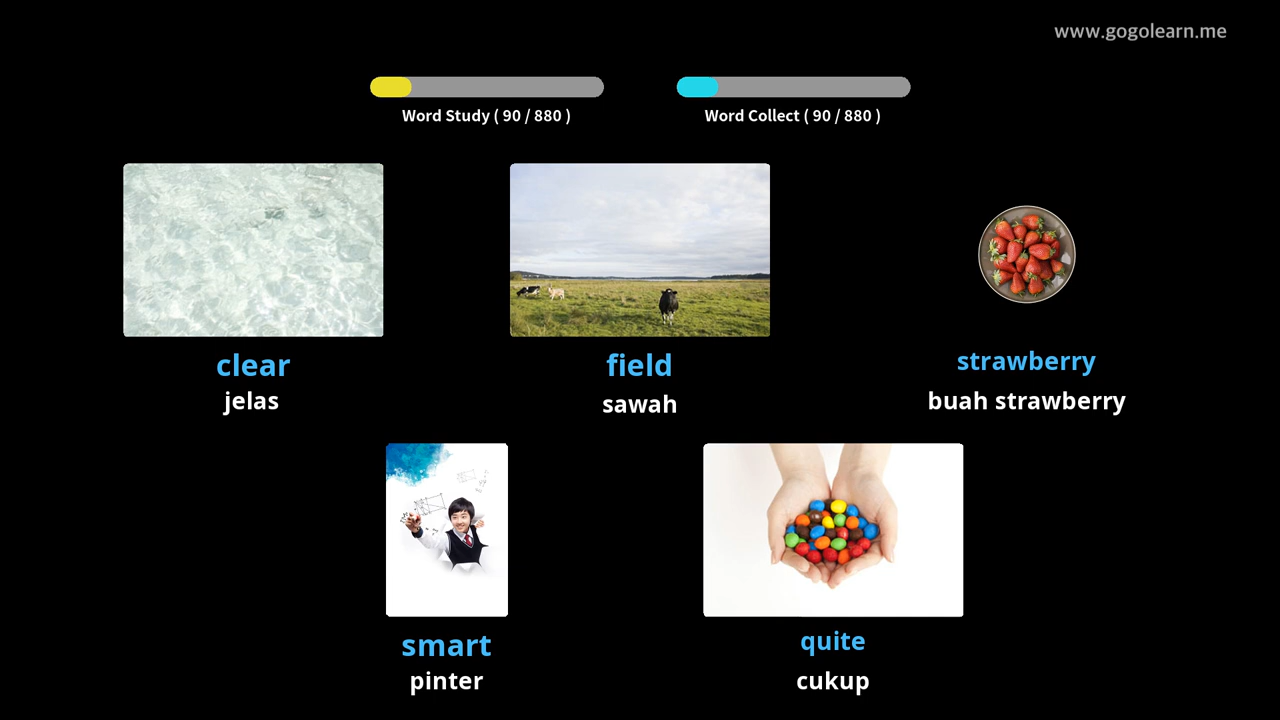 www.gogolearn.me
Word Study ( 90 / 880 )
Word Collect ( 90 / 880 )
clear
jelas
field
sawah
strawberry
buah strawberry
smart
pinter
quite
cukup